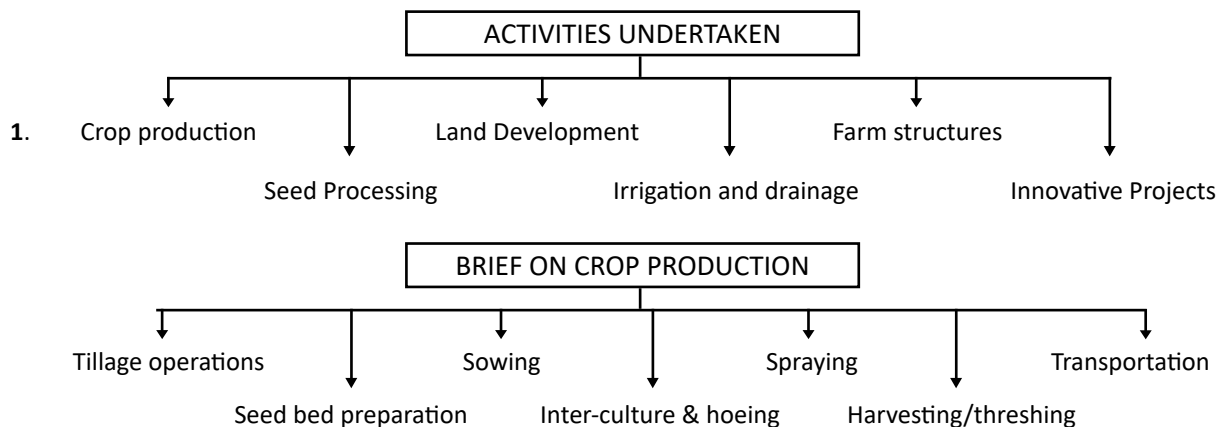 ACTIVITIES UNDERTAKEN
1. Crop production Land Development Farm structures
Seed Processing Irrigation and drainage Innovative Projects
BRIEF ON CROP PRODUCTION
Tillage operations Sowing Spraying Transportation
Seed bed preparation Inter-culture & hoeing Harvesting/threshing